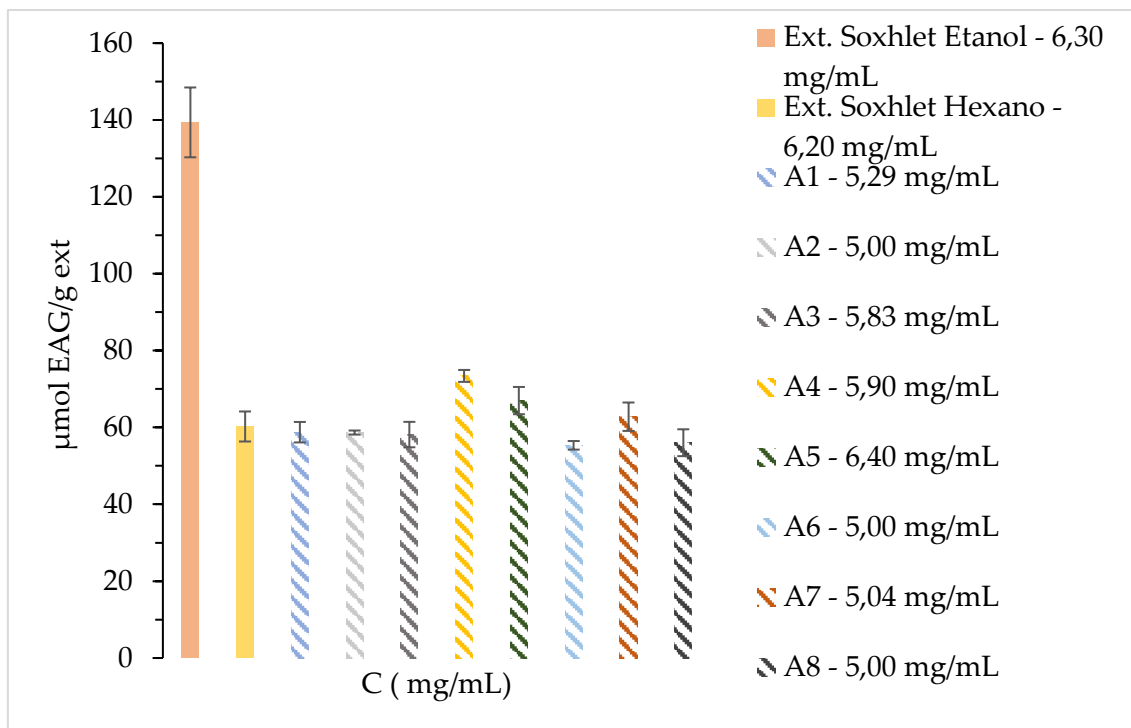 160
140
120
100
80
60
40
20
0
µmol EAG/g ext
C ( mg/mL)
Ext. Soxhlet Etanol - 6,30
mg/mL
Ext. Soxhlet Hexano -
6,20 mg/mL
A1 - 5,29 mg/mL
A2 - 5,00 mg/mL
A3 - 5,83 mg/mL
A4 - 5,90 mg/mL
A5 - 6,40 mg/mL
A6 - 5,00 mg/mL
A7 - 5,04 mg/mL
A8 - 5,00 mg/mL